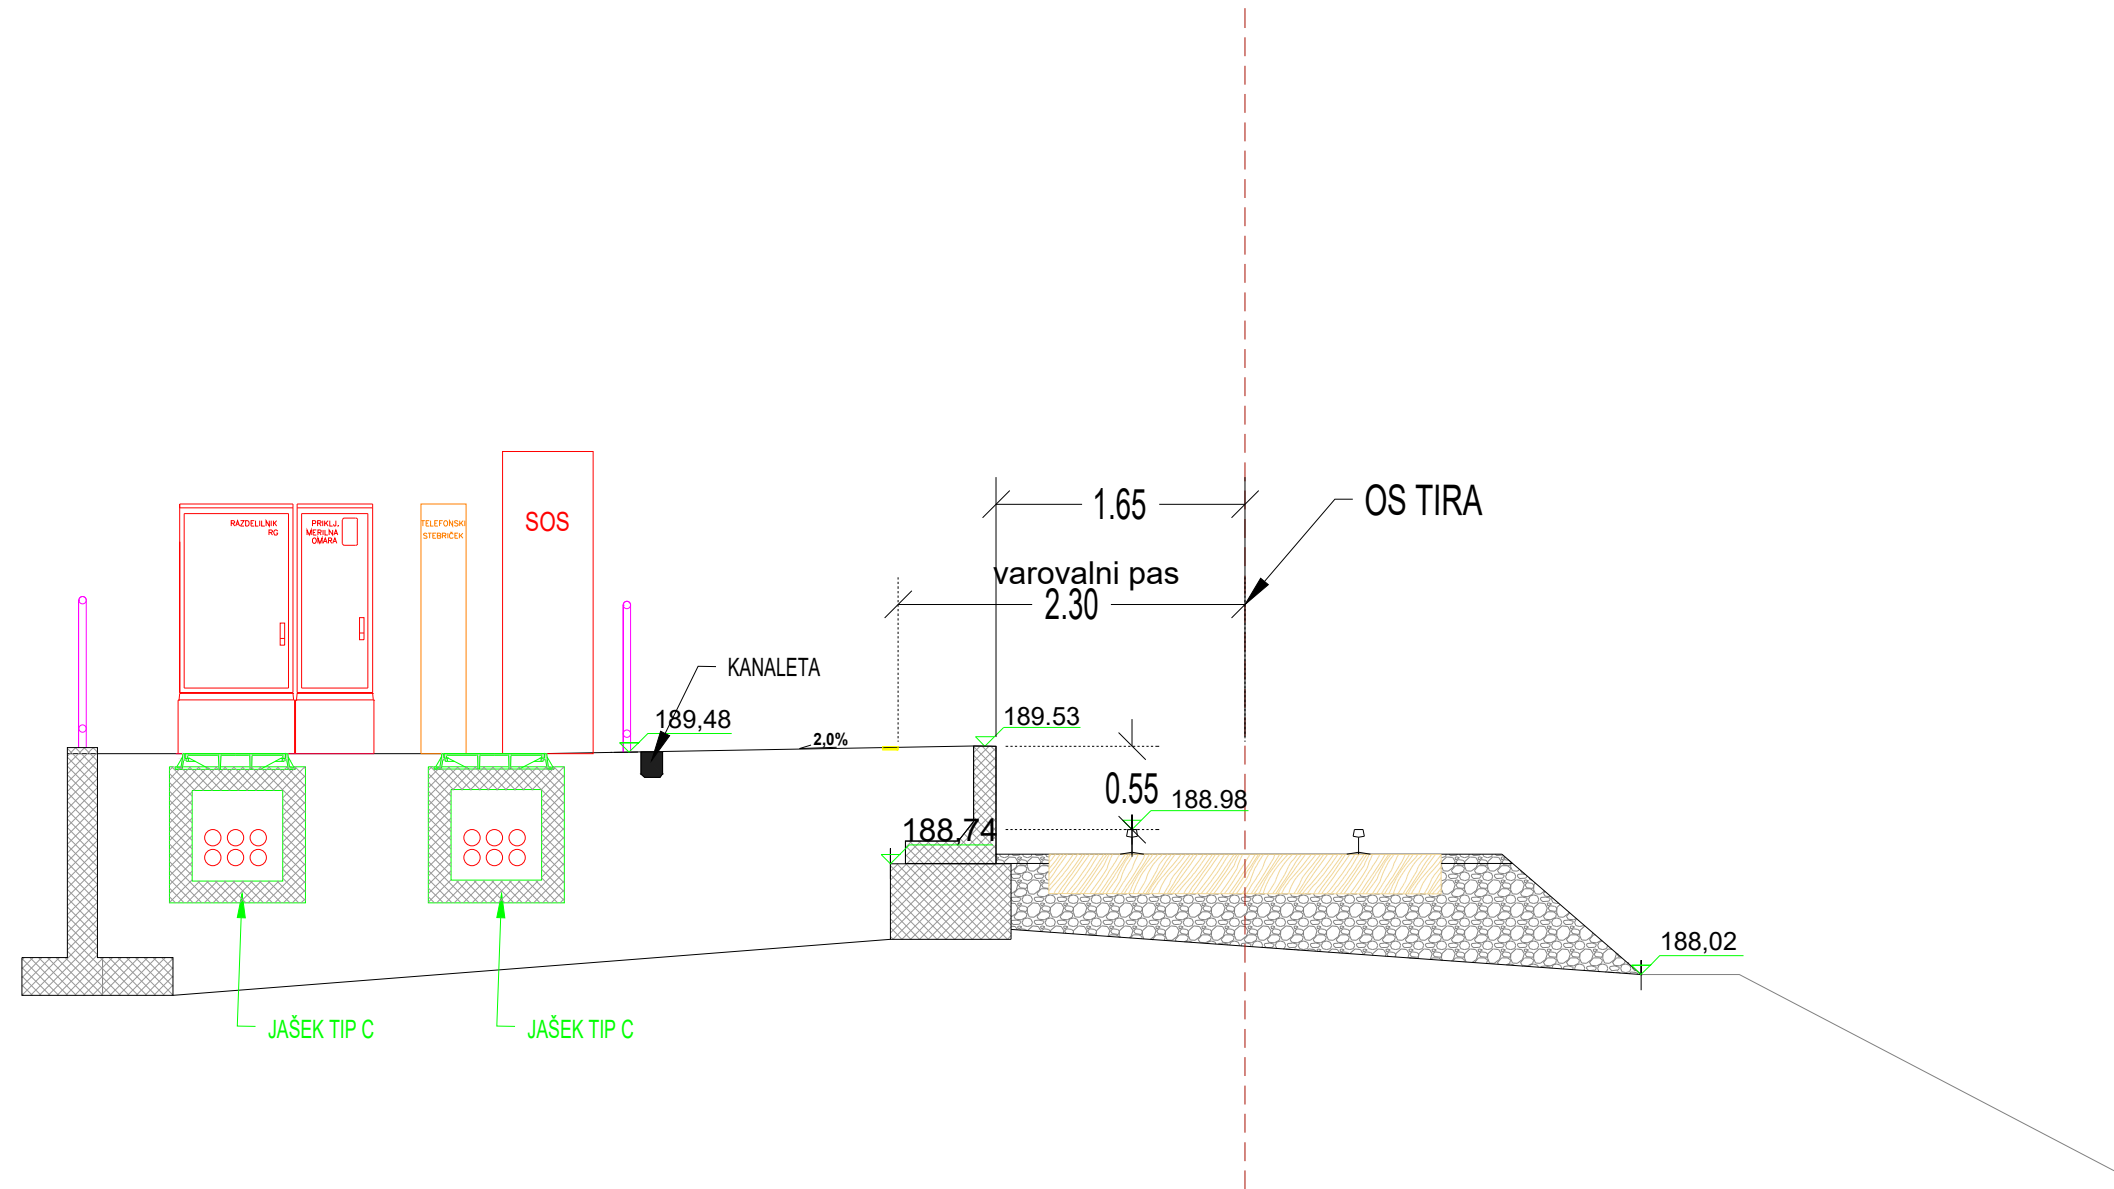 RAZDELILNIK
RG
PRIKLJ.
MERILNA
OMARA
TELEFONSKI
STEBRIČEK
SOS
1.65
OS TIRA
varovalni pas
2.30
KANALETA
189,48
2,0%
189.53
0.55
188.98
188,74
188,02
JAŠEK TIP C
JAŠEK TIP C